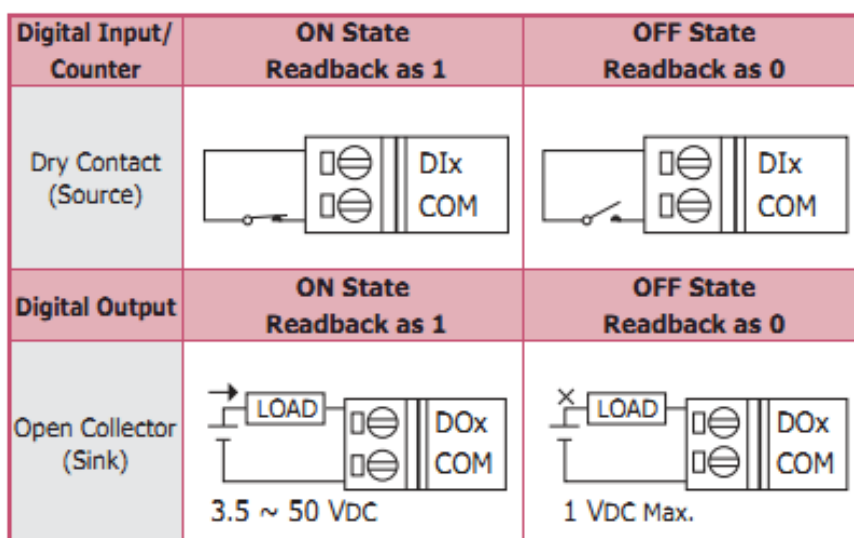 Digital Input/
Counter
ON State
Readback as 1
OFF State
Readback as 0
Dry Contact
(Source)
DIx
COM
DIx
COM
Digital Output
ON State
Readback as 1
OFF State
Readback as 0
Open Collector
(Sink)
LOAD
DOx
COM
3.5 ~ 50 VDC
LOAD
DOx
COM
1 VDC Max.